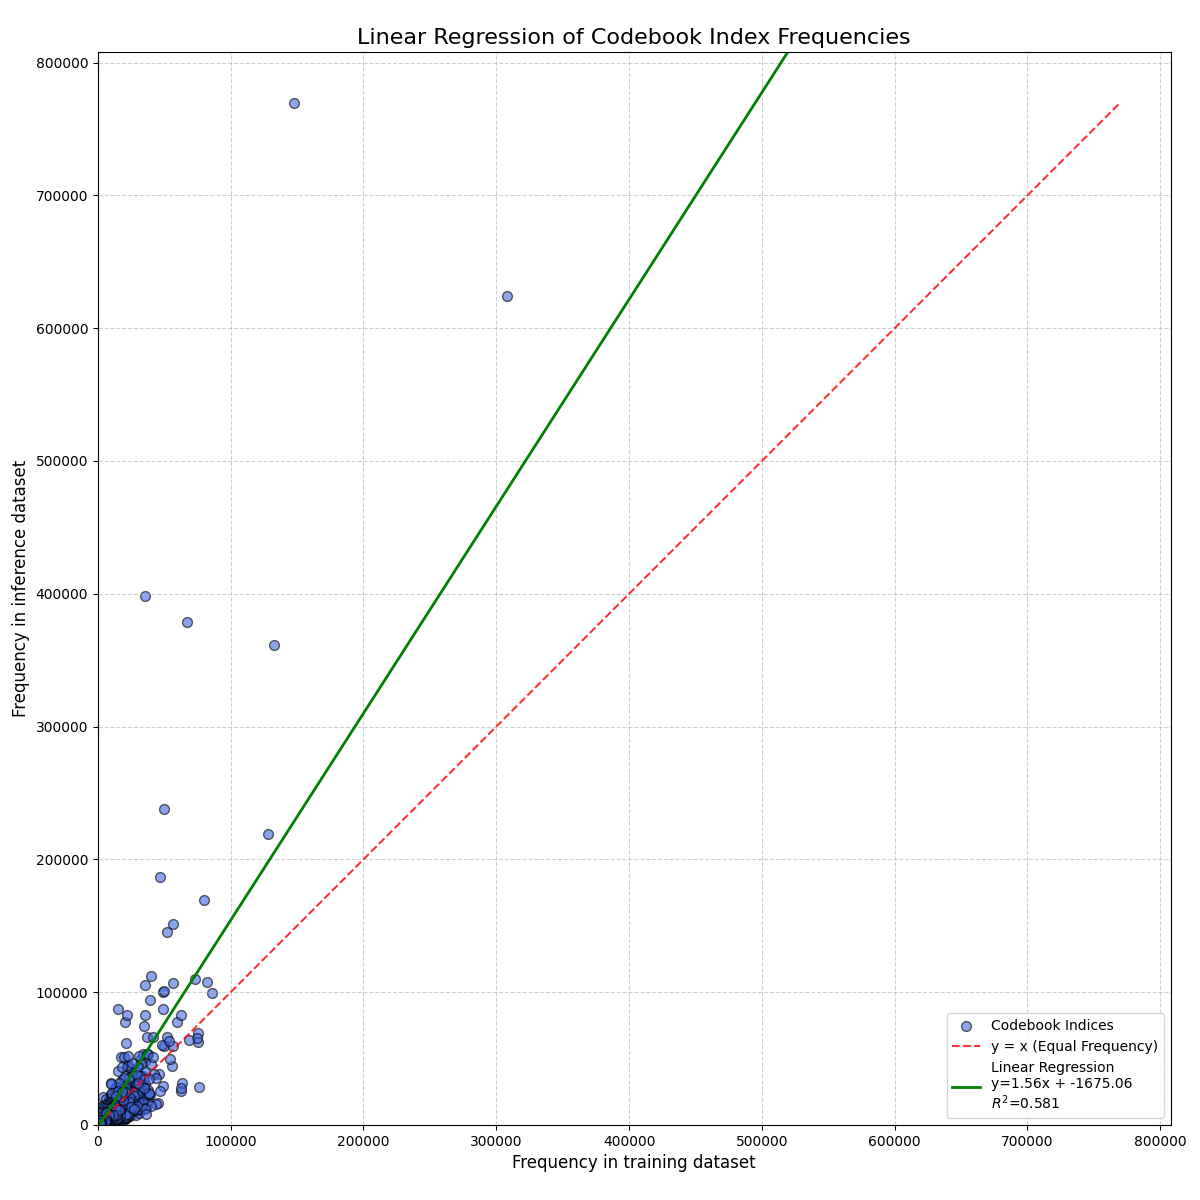 Linear Regression of Codebook Index Frequencies
800000
700000
600000
500000
400000
300000
200000
100000
0
Frequency in inference dataset
0 100000 200000 300000 400000 500000 600000 700000 800000
Frequency in training dataset
Codebook Indices
y = x (Equal Frequency)
Linear Regression
y=1.56x + -1675.06
R²=0.581